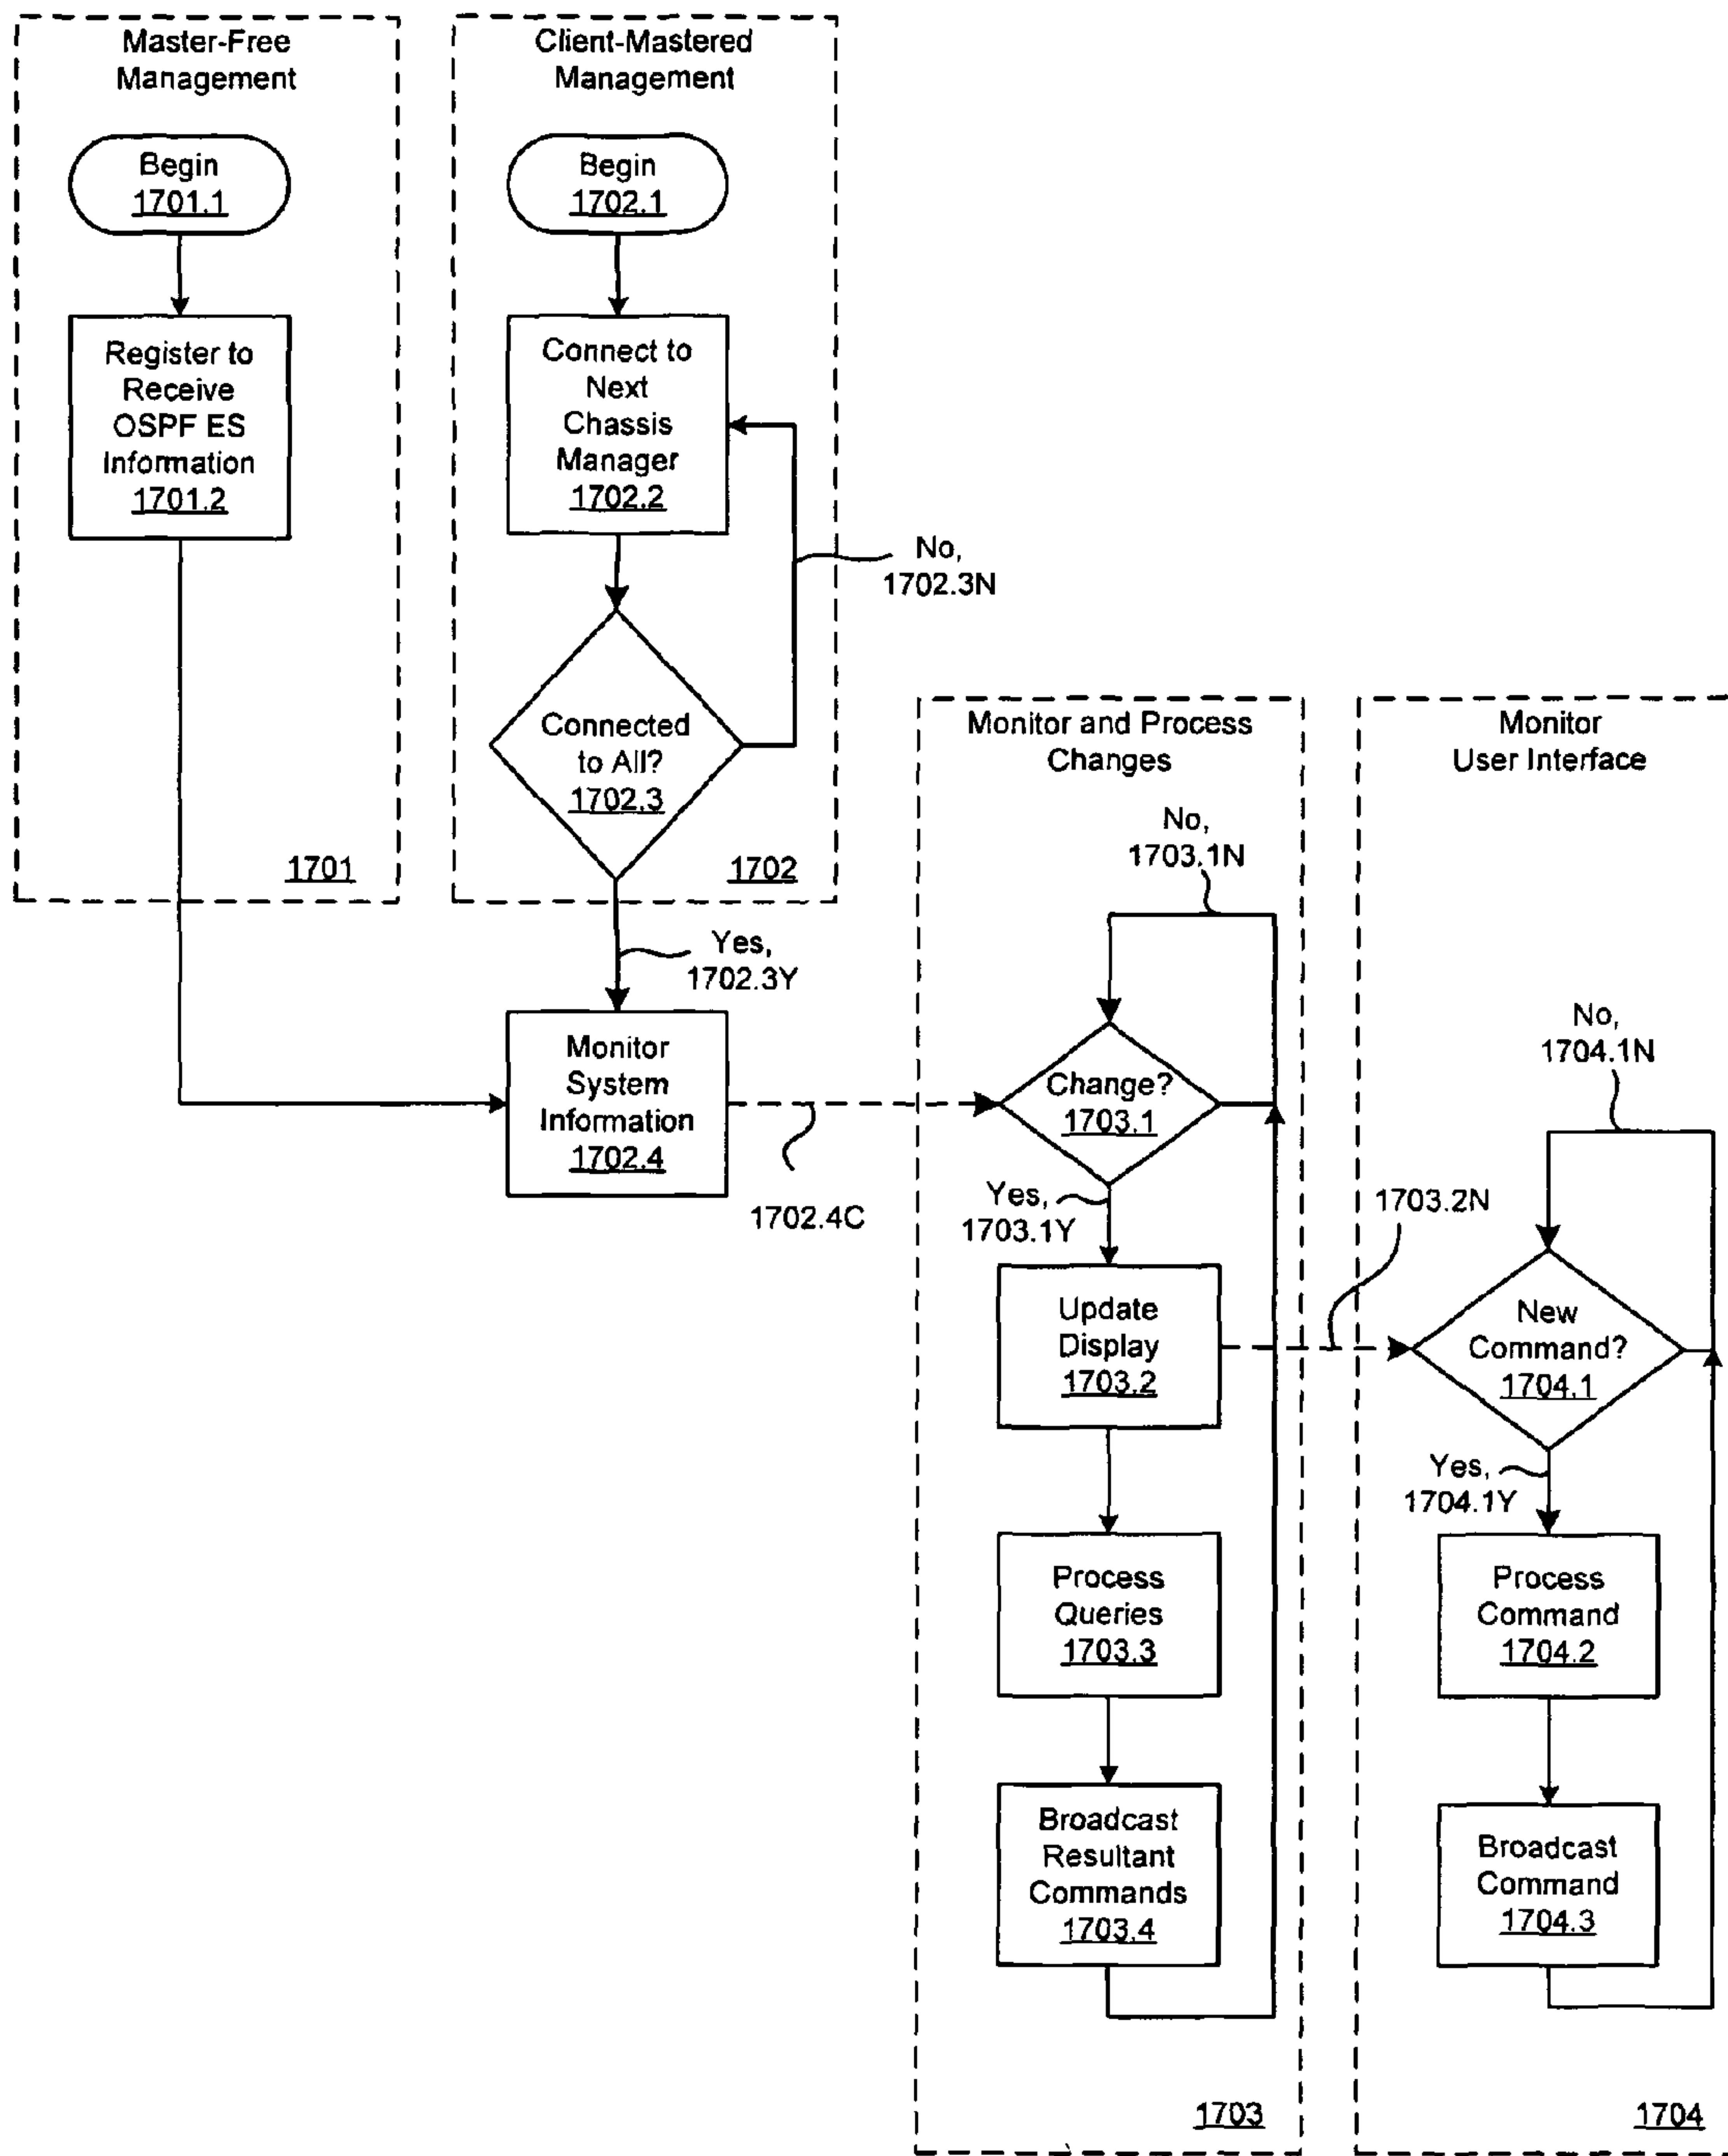 Master-Free
Management
Begin
1701.1
Register to
Receive
OSPF ES
Information
1701.2
1701
Client-Mastered
Management
Begin
1702.1
Connect to
Next
Chassis
Manager
1702.2
No,
1702.3N
Connected
to All?
1702.3
1702
Yes,
1702.3Y
Monitor
System
Information
1702.4
1702.4C
Monitor and Process
Changes
No,
1703.1N
Change?
1703.1
Yes,
1703.1Y
Update
Display
1703.2
1703.2N
Process
Queries
1703.3
Broadcast
Resultant
Commands
1703.4
1703
Monitor
User Interface
No,
1704.1N
New
Command?
1704.1
Yes,
1704.1Y
Process
Command
1704.2
Broadcast
Command
1704.3
1704